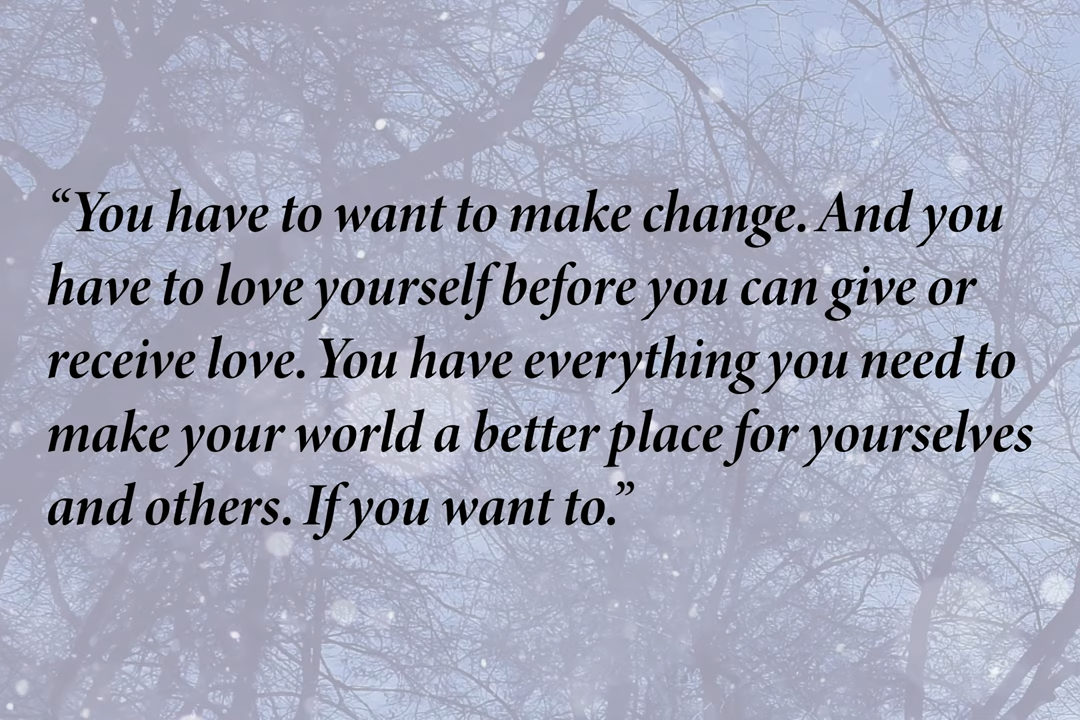 “You have to want to make change. And you
have to love yourself before you can give or
receive love. You have everything you need to
make your world a better place for yourselves
and others. If you want to.”